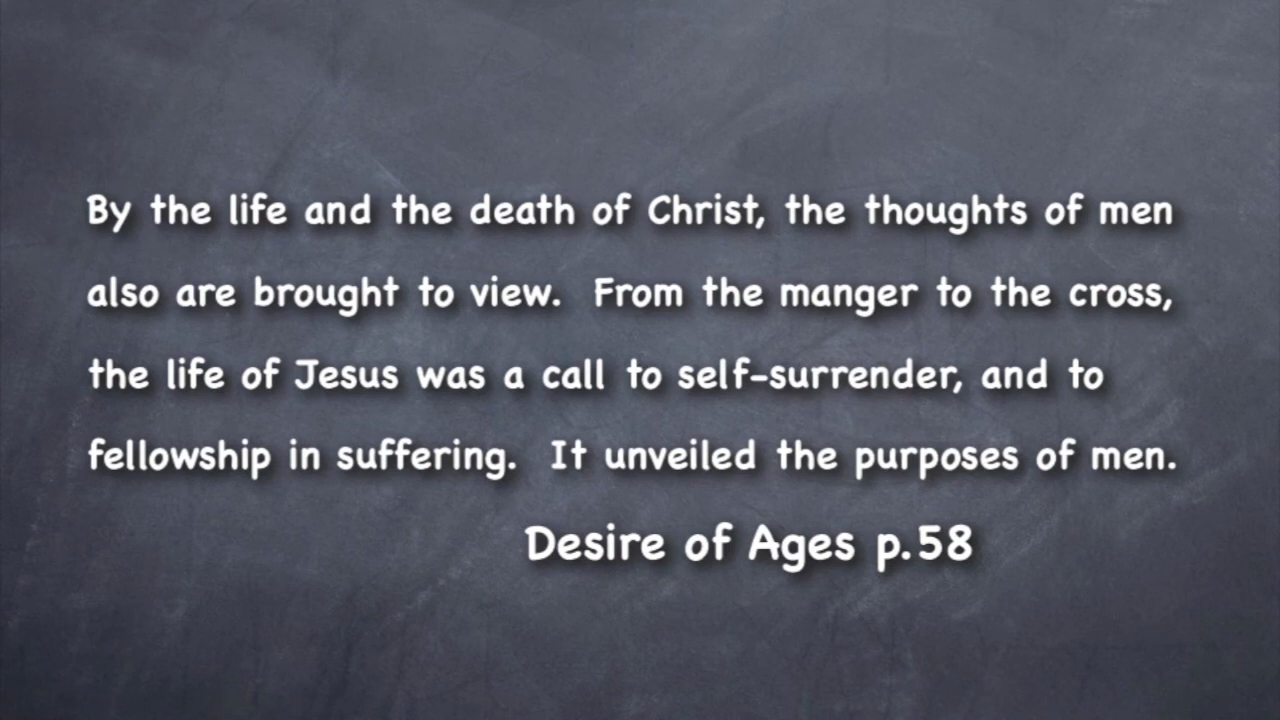 By the life and the death of Christ, the thoughts of men
also are brought to view.  From the manger to the cross,
the life of Jesus was a call to self-surrender, and to
fellowship in suffering.  It unveiled the purposes of men.
Desire of Ages p.58